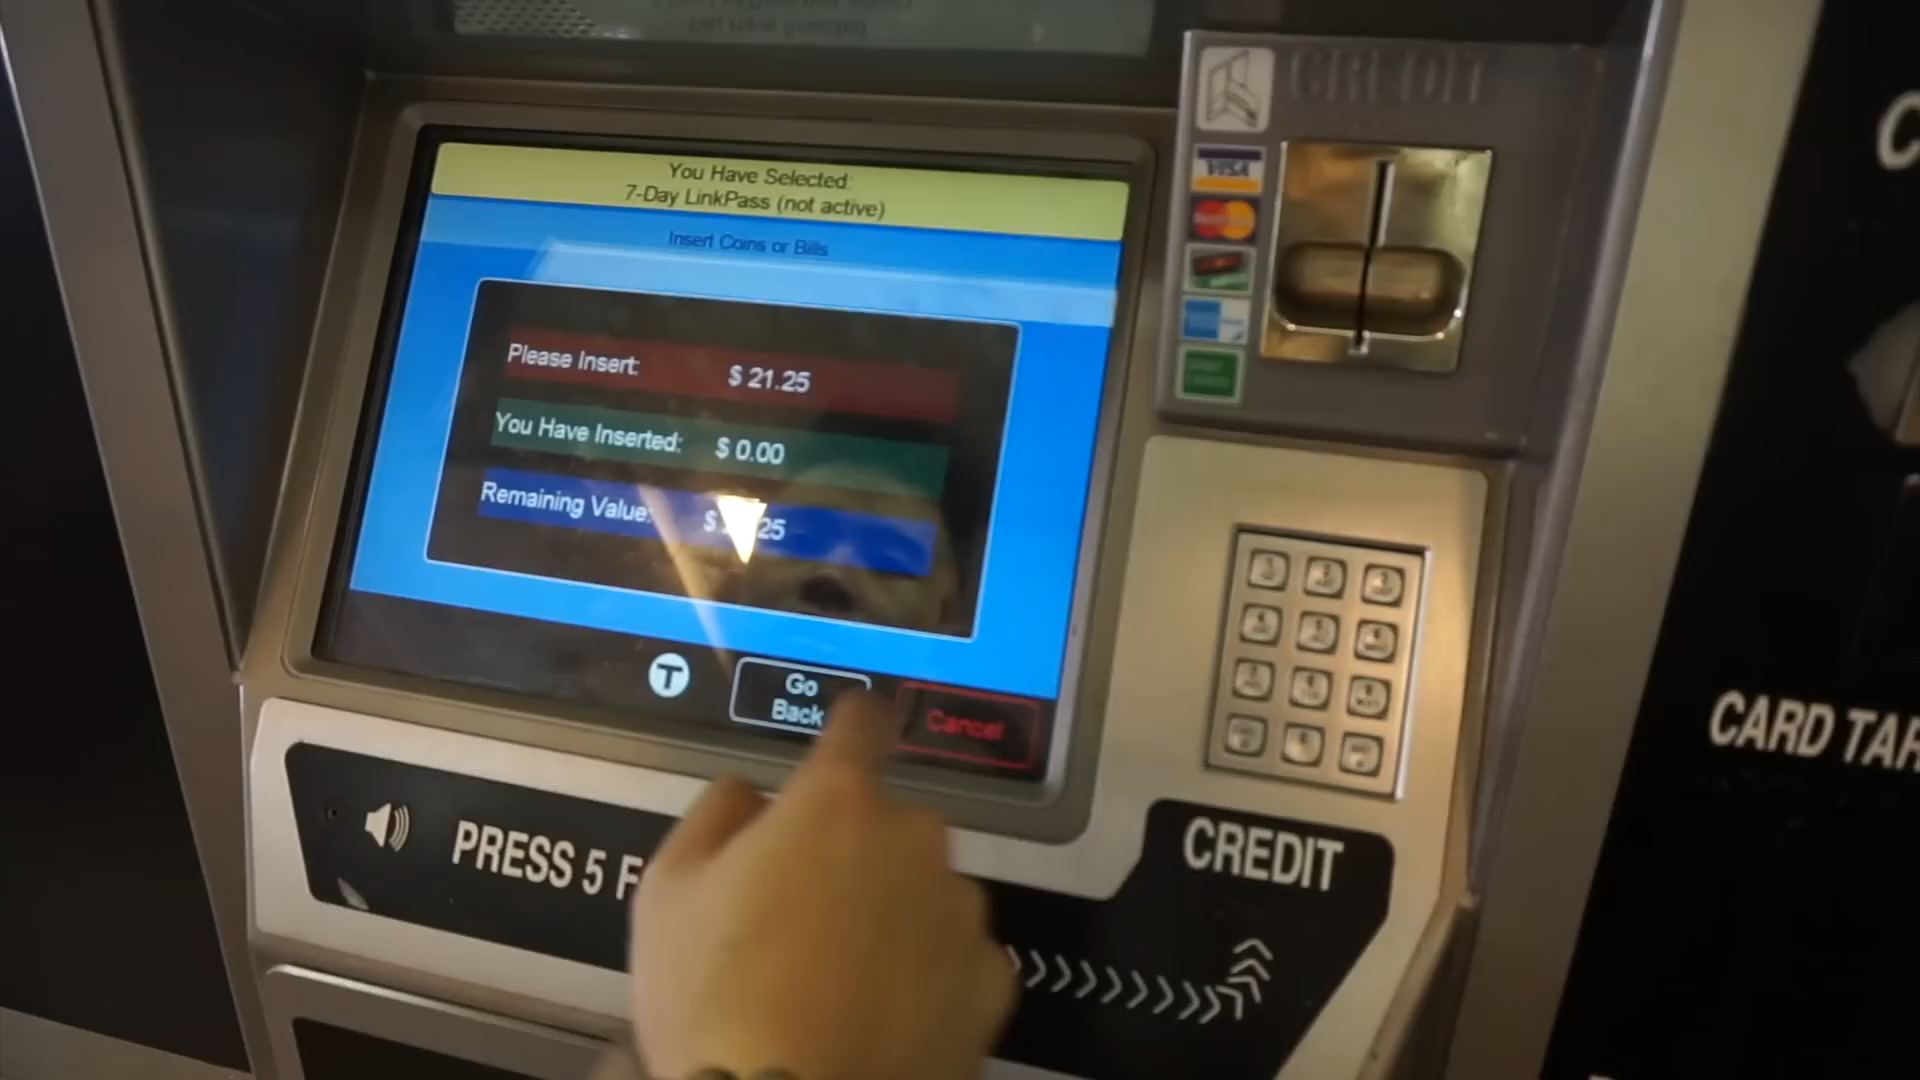 CREDIT
VISA
You Have Selected:
7-Day LinkPass (not active)
Insert Coins or Bills
Please Insert: $ 21.25
You Have Inserted: $ 0.00
Remaining Value: $ 25
T
Go
Back
Cancel
PRESS 5 F
CREDIT
CARD TAR